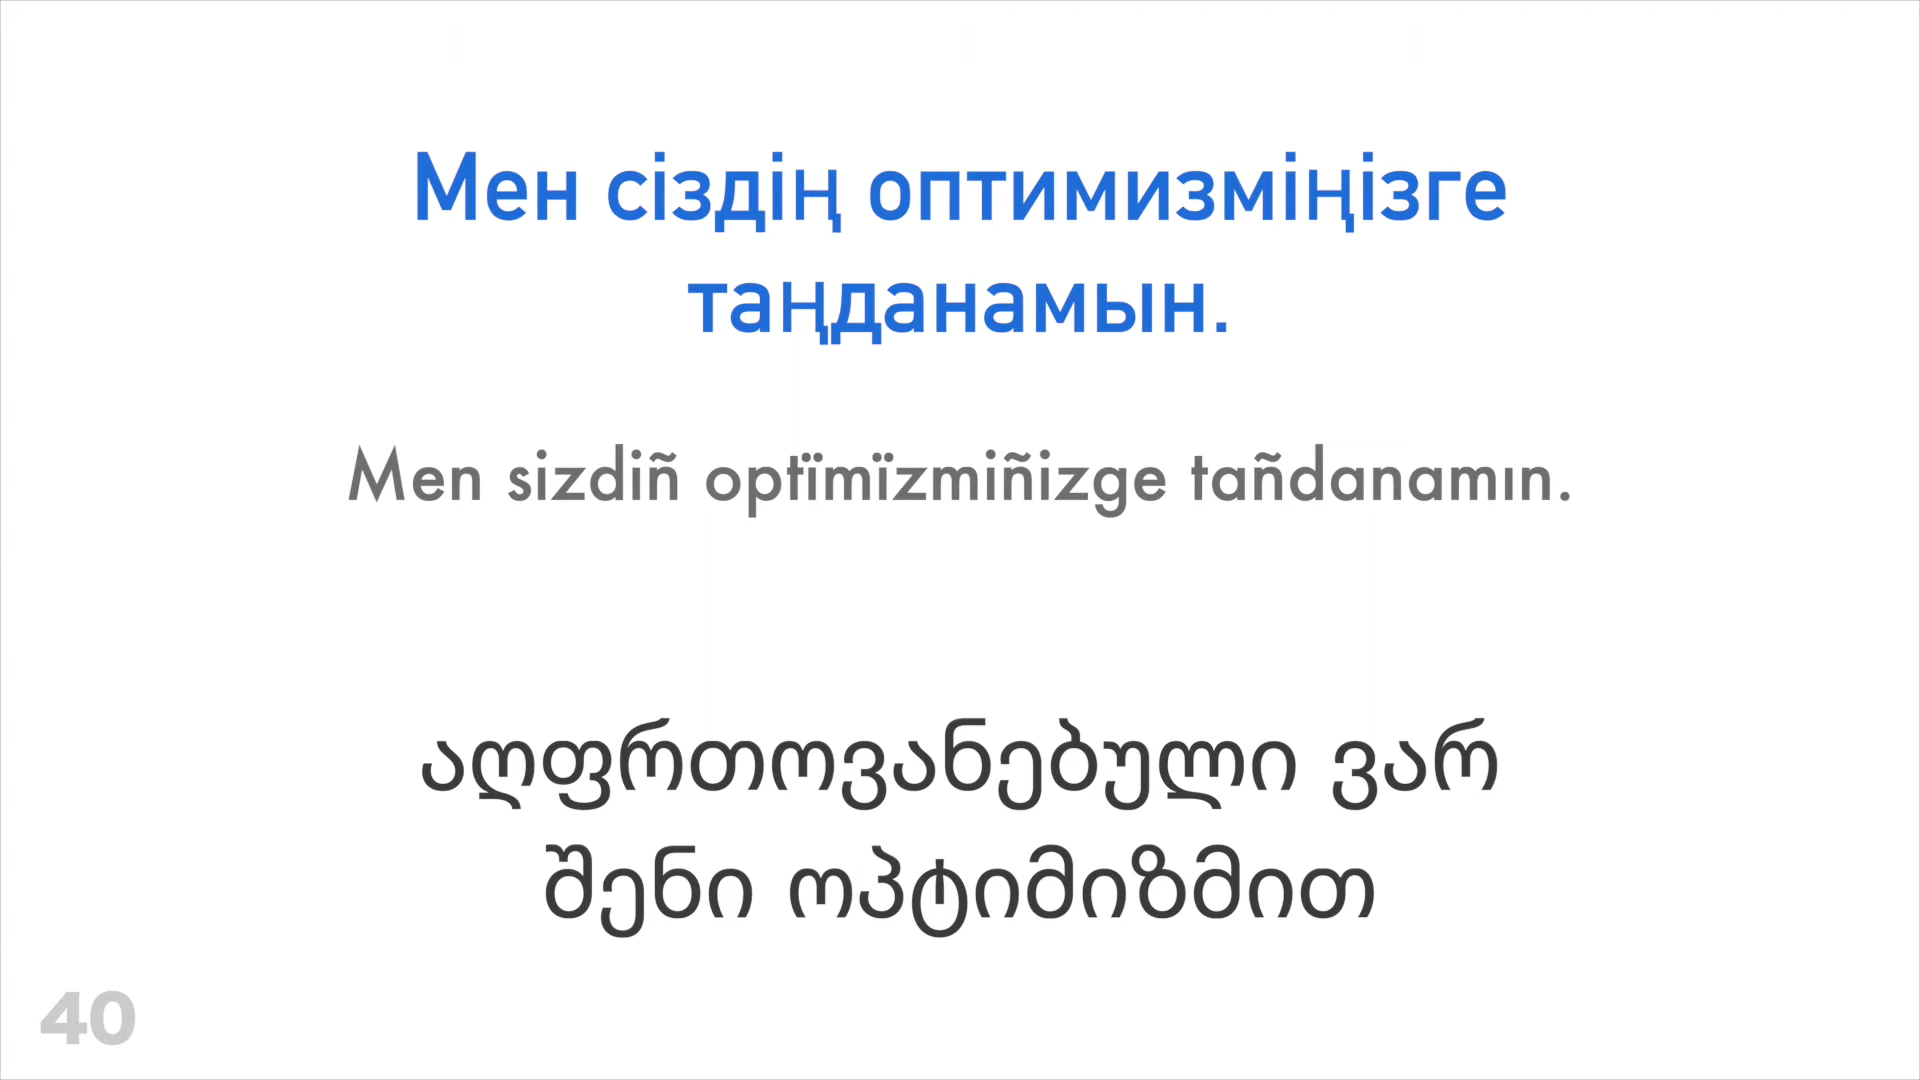 Мен сіздің оптимизміңізге
таңданамын.
Men sizdiñ optïmïzmiñizge tañdanamın.
აღფრთოვანებული ვარ
შენი ოპტიმიზმით
40